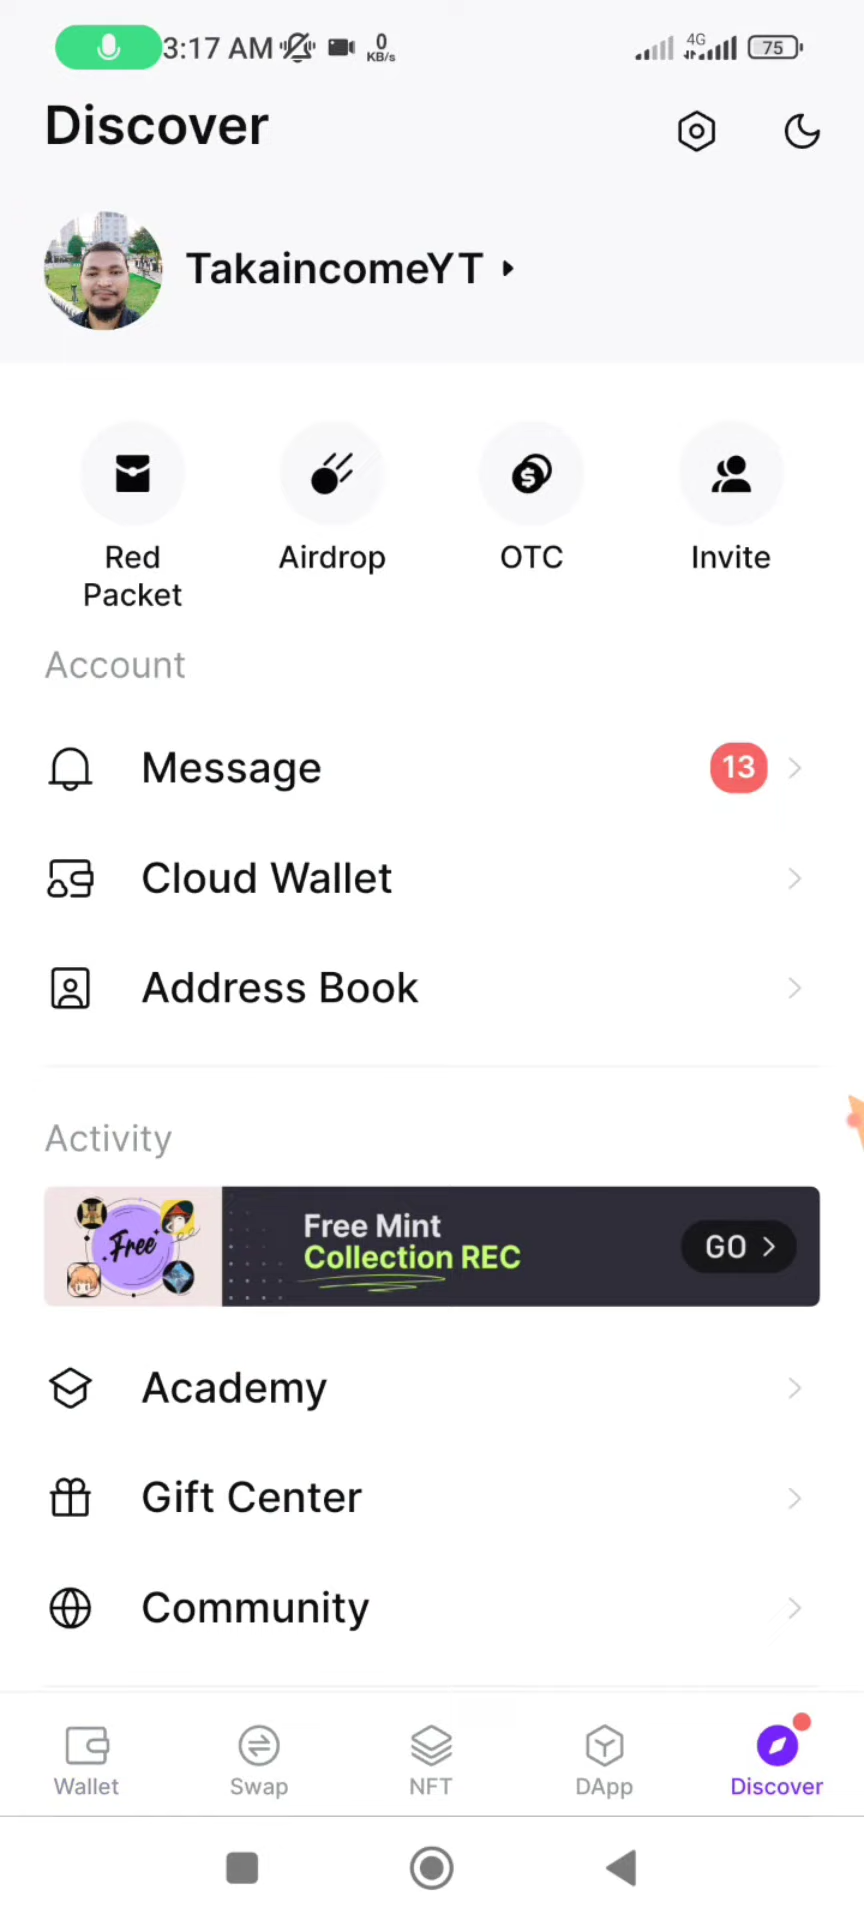 3:17 AM 0 KB/s 4G 75
Discover
TakaincomeYT
Red Packet
Airdrop
OTC
Invite
Account
Message 13
Cloud Wallet
Address Book
Activity
Free
Free Mint
Collection REC
GO
Academy
Gift Center
Community
Wallet
Swap
NFT
DApp
Discover